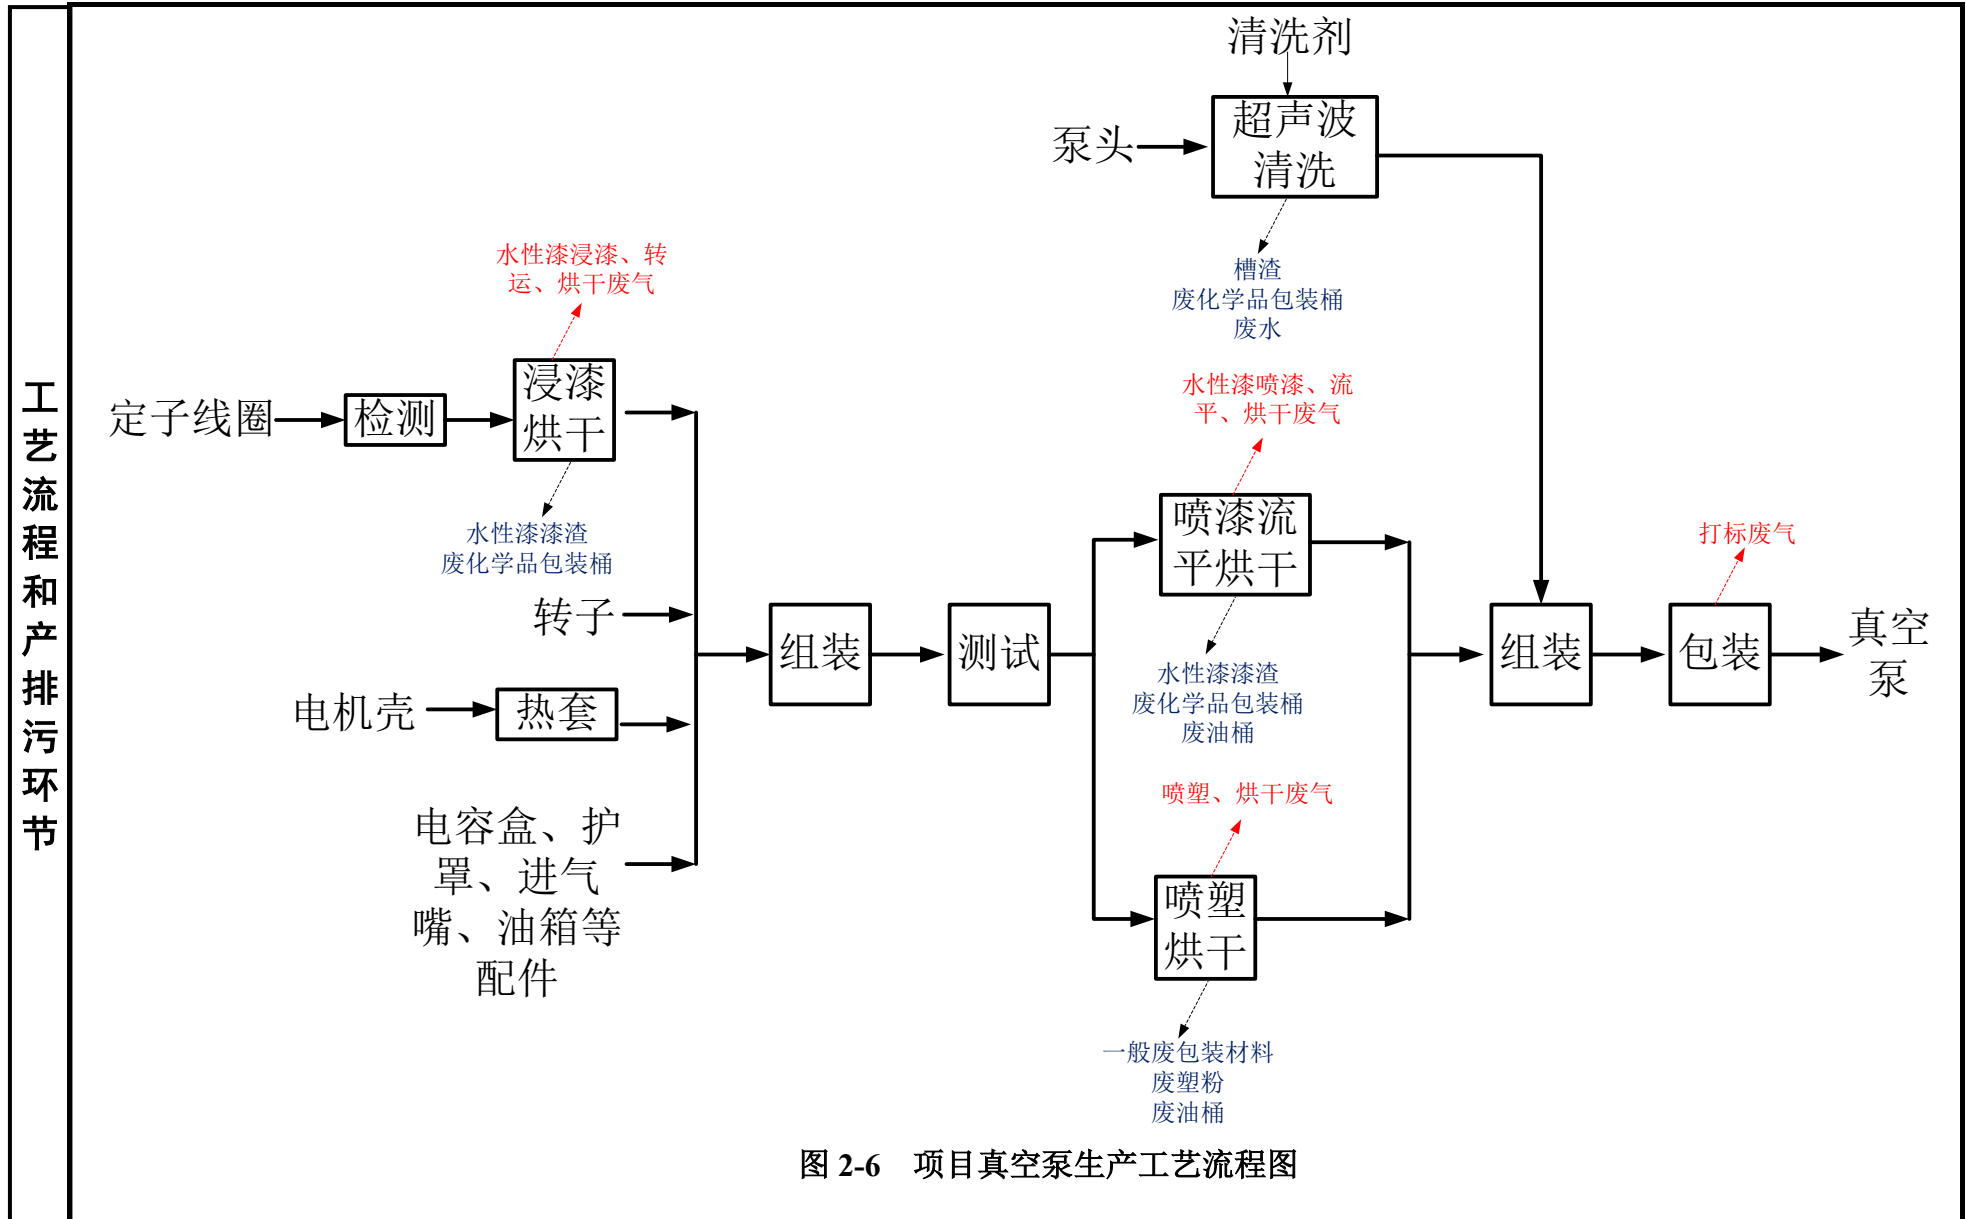 工艺流程和产排污环节
清洗剂
泵头
超声波
清洗
槽渣
废化学品包装桶
废水
水性漆浸漆、转
运、烘干废气
定子线圈
检测
浸漆
烘干
水性漆漆渣
废化学品包装桶
转子
电机壳
热套
电容盒、护
罩、进气
嘴、油箱等
配件
组装
测试
水性漆喷漆、流
平、烘干废气
喷漆流
平烘干
水性漆漆渣
废化学品包装桶
废油桶
喷塑、烘干废气
喷塑
烘干
一般废包装材料
废塑粉
废油桶
组装
打标废气
包装
真空
泵
图 2-6 项目真空泵生产工艺流程图